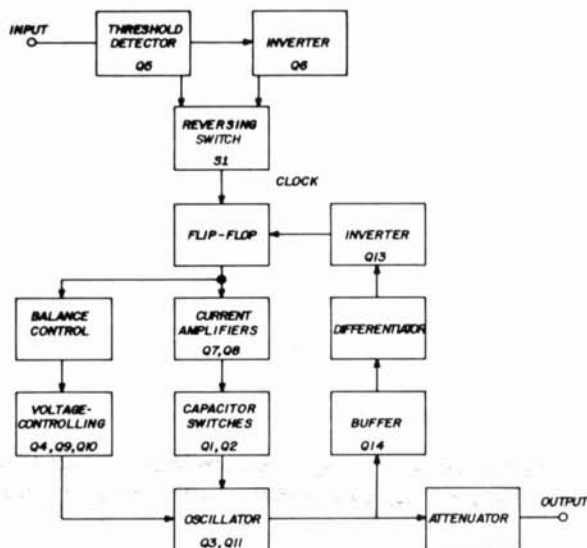 INPUT
THRESHOLD
DETECTOR
Q5
INVERTER
Q6
REVERSING
SWITCH
S1
CLOCK
FLIP-FLOP
INVERTER
Q13
BALANCE
CONTROL
CURRENT
AMPLIFIERS
Q7, Q8
DIFFERENTIATOR
VOLTAGE-
CONTROLLING
Q4, Q9, Q10
CAPACITOR
SWITCHES
Q1, Q2
BUFFER
Q14
OSCILLATOR
Q3, Q11
ATTENUATOR
OUTPUT